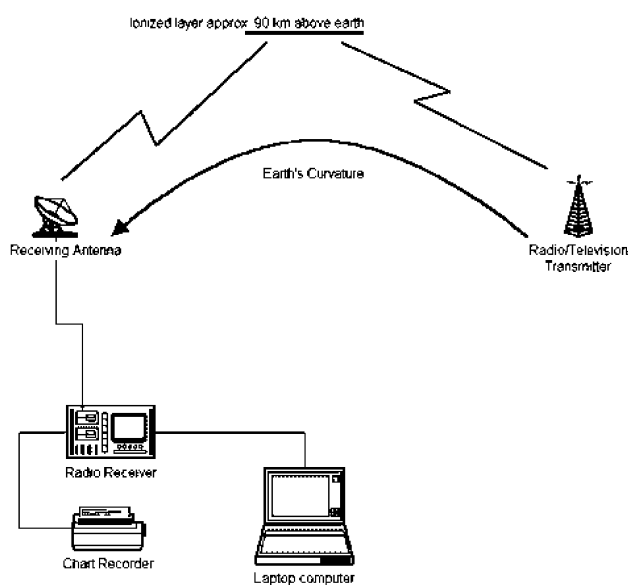 Ionized layer approx 90 km above earth
Earth's Curvature
Receiving Antenna
Radio/Television
Transmitter
Radio Receiver
Chart Recorder
Laptop computer